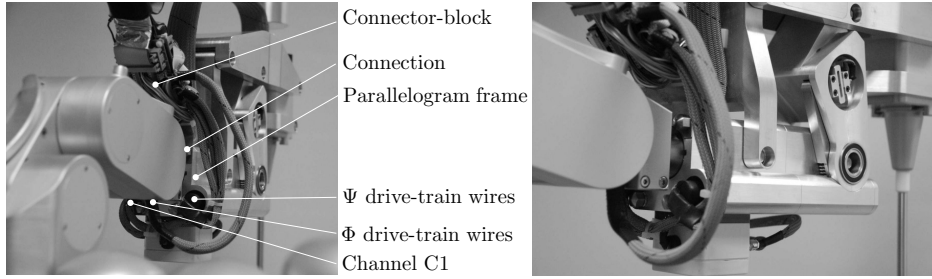 Connector-block
Connection
Parallelogram frame
Ψ drive-train wires
Φ drive-train wires
Channel C1